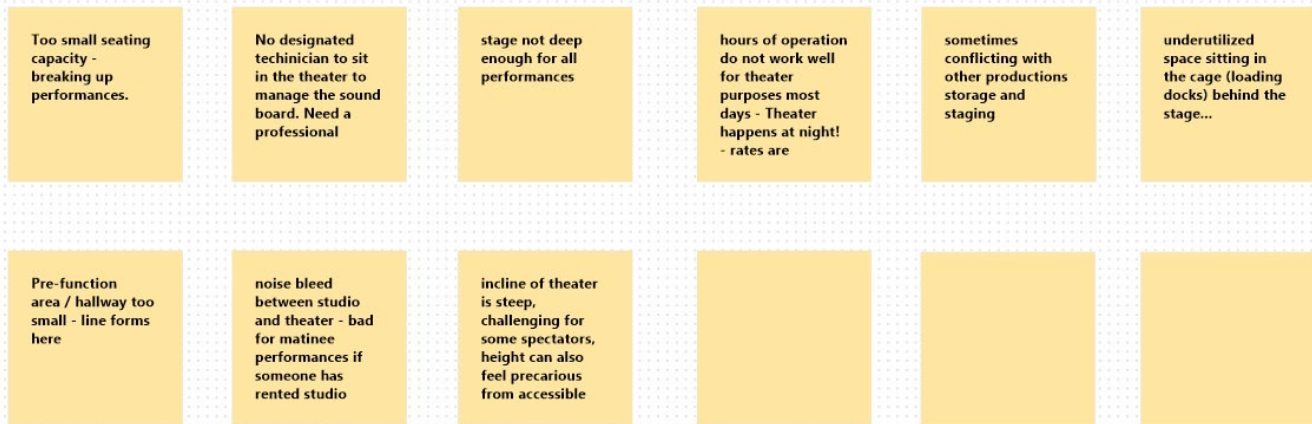 Too small seating
capacity -
breaking up
performances.
No designated
techinician to sit
in the theater to
manage the sound
board. Need a
professional
stage not deep
enough for all
performances
hours of operation
do not work well
for theater
purposes most
days - Theater
happens at night!
- rates are
sometimes
conflicting with
other productions
storage and
staging
underutilized
space sitting in
the cage (loading
docks) behind the
stage...
Pre-function
area / hallway too
small - line forms
here
noise bleed
between studio
and theater - bad
for matinee
performances if
someone has
rented studio
incline of theater
is steep,
challenging for
some spectators,
height can also
feel precarious
from accessible